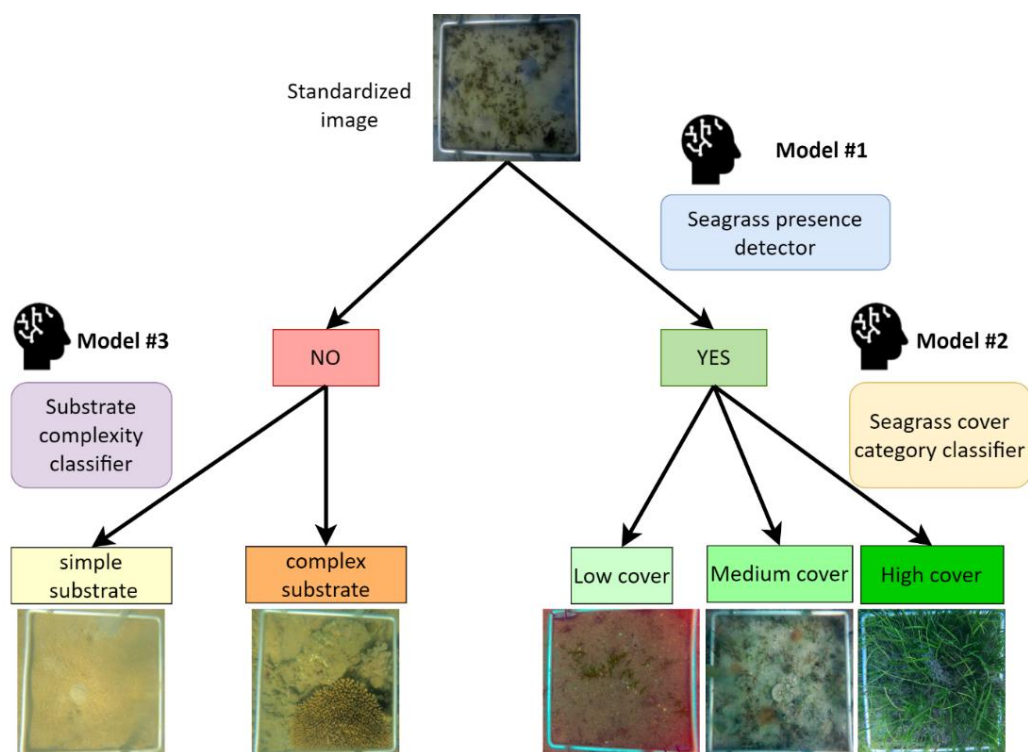 Standardized
image
Model #1
Seagrass presence
detector
Model #3
NO
YES
Model #2
Substrate
complexity
classifier
Seagrass cover
category classifier
simple
substrate
complex
substrate
Low cover
Medium cover
High cover